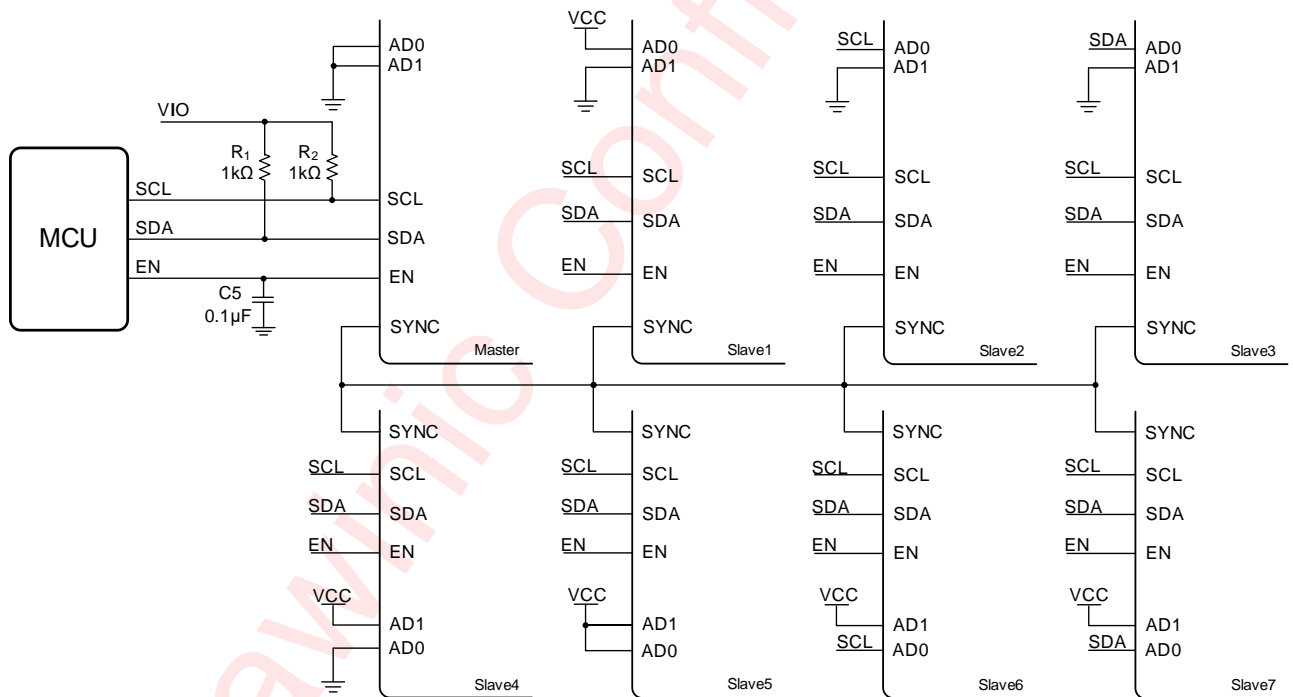 VCC
AD0
AD1
AD0
AD1
SCL
AD0
AD1
SDA
AD0
AD1
VIO
R1
1kΩ
R2
1kΩ
MCU
SCL
SDA
EN
SCL
SDA
EN
C5
0.1µF
SYNC
Master
SCL
SCL
SDA
SDA
EN
EN
SYNC
Slave1
SCL
SCL
SDA
SDA
EN
EN
SYNC
Slave2
SCL
SCL
SDA
SDA
EN
EN
SYNC
Slave3
SYNC
SCL
SCL
SDA
SDA
EN
EN
VCC
AD1
AD0
Slave4
SYNC
SCL
SCL
SDA
SDA
EN
EN
VCC
AD1
AD0
Slave5
SYNC
SCL
SCL
SDA
SDA
EN
EN
VCC
AD1
SCL
AD0
Slave6
SYNC
SCL
SCL
SDA
SDA
EN
EN
VCC
AD1
SDA
AD0
Slave7